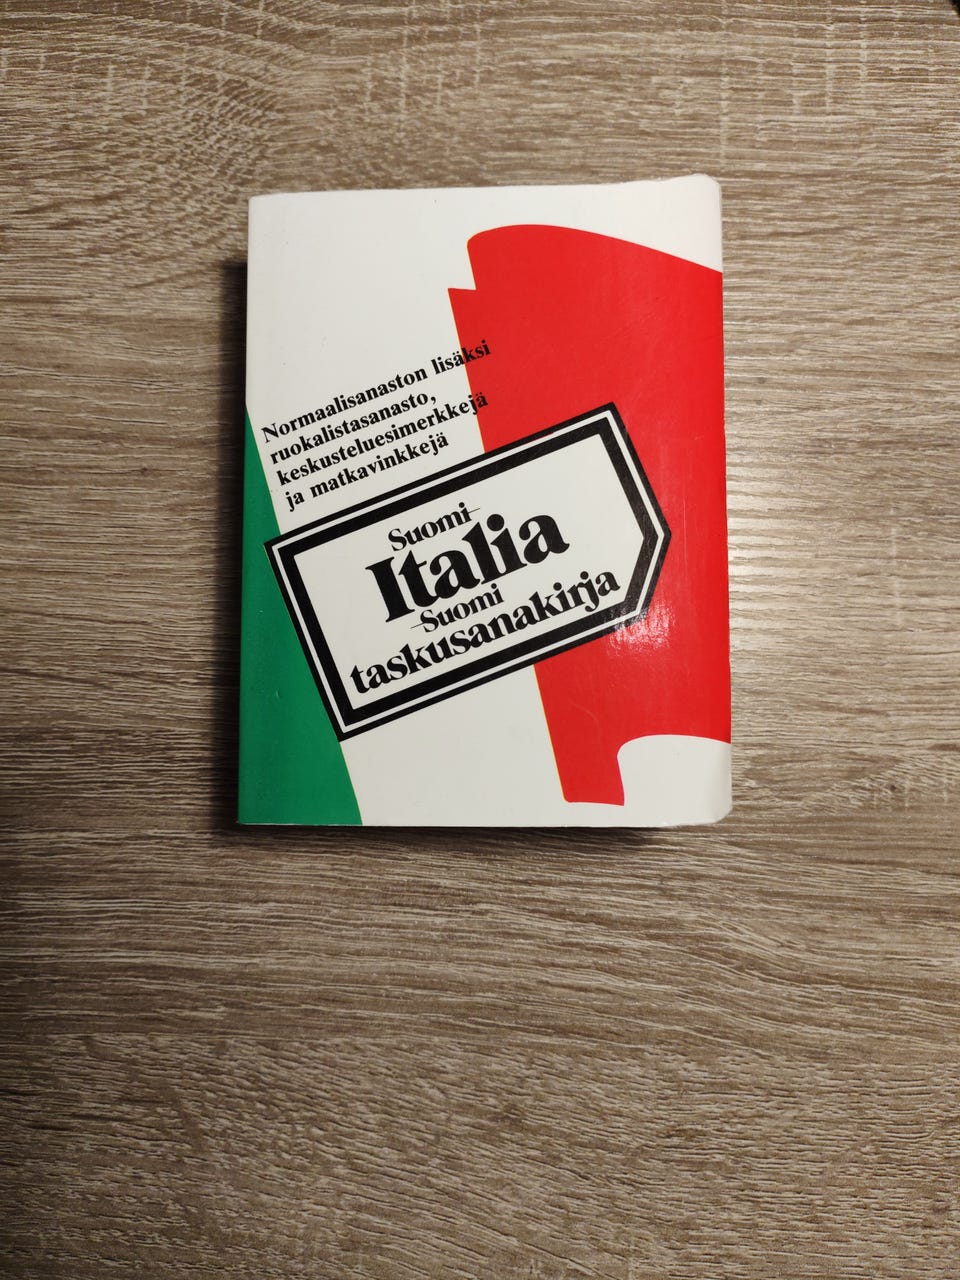 Normaalisanaston lisäksi
ruokalistasanasto,
keskusteluesimerkkejä
ja matkavinkkejä
Suomi-
Italia
-Suomi
taskusanakirja